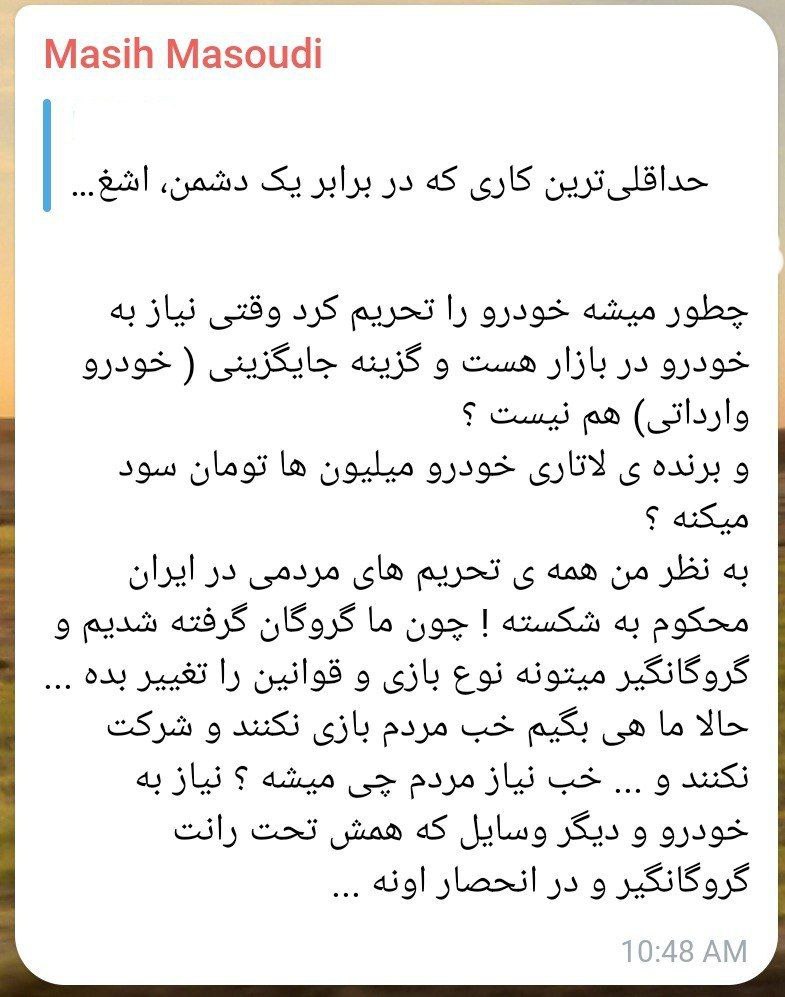 Masih Masoudi
حداقلی‌ترین کاری که در برابر یک دشمن، اشغ...
چطور میشه خودرو را تحریم کرد وقتی نیاز به
خودرو در بازار هست و گزینه جایگزینی ( خودرو
وارداتی) هم نیست ؟
و برنده ی لاتاری خودرو میلیون ها تومان سود
میکنه ؟
به نظر من همه ی تحریم های مردمی در ایران
محکوم به شکسته ! چون ما گروگان گرفته شدیم و
گروگانگیر میتونه نوع بازی و قوانین را تغییر بده ...
حالا ما هی بگیم خب مردم بازی نکنند و شرکت
نکنند و ... خب نیاز مردم چی میشه ؟ نیاز به
خودرو و دیگر وسایل که همش تحت رانت
گروگانگیر و در انحصار اونه ...
10:48 AM